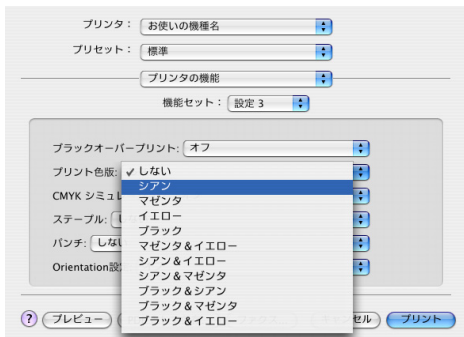 プリンタ： お使いの機種名
プリセット： 標準
プリンタの機能
機能セット： 設定 3
ブラックオーバープリント： オフ
プリント色版： ✓ しない
シアン
CMYK シミュレ
マゼンタ
イエロー
ステープル：
ブラック
パンチ： しない
マゼンタ＆イエロー
シアン＆イエロー
Orientation設
シアン＆マゼンタ
ブラック＆シアン
ブラック＆マゼンタ
ブラック＆イエロー
? プレビュー セル プリント